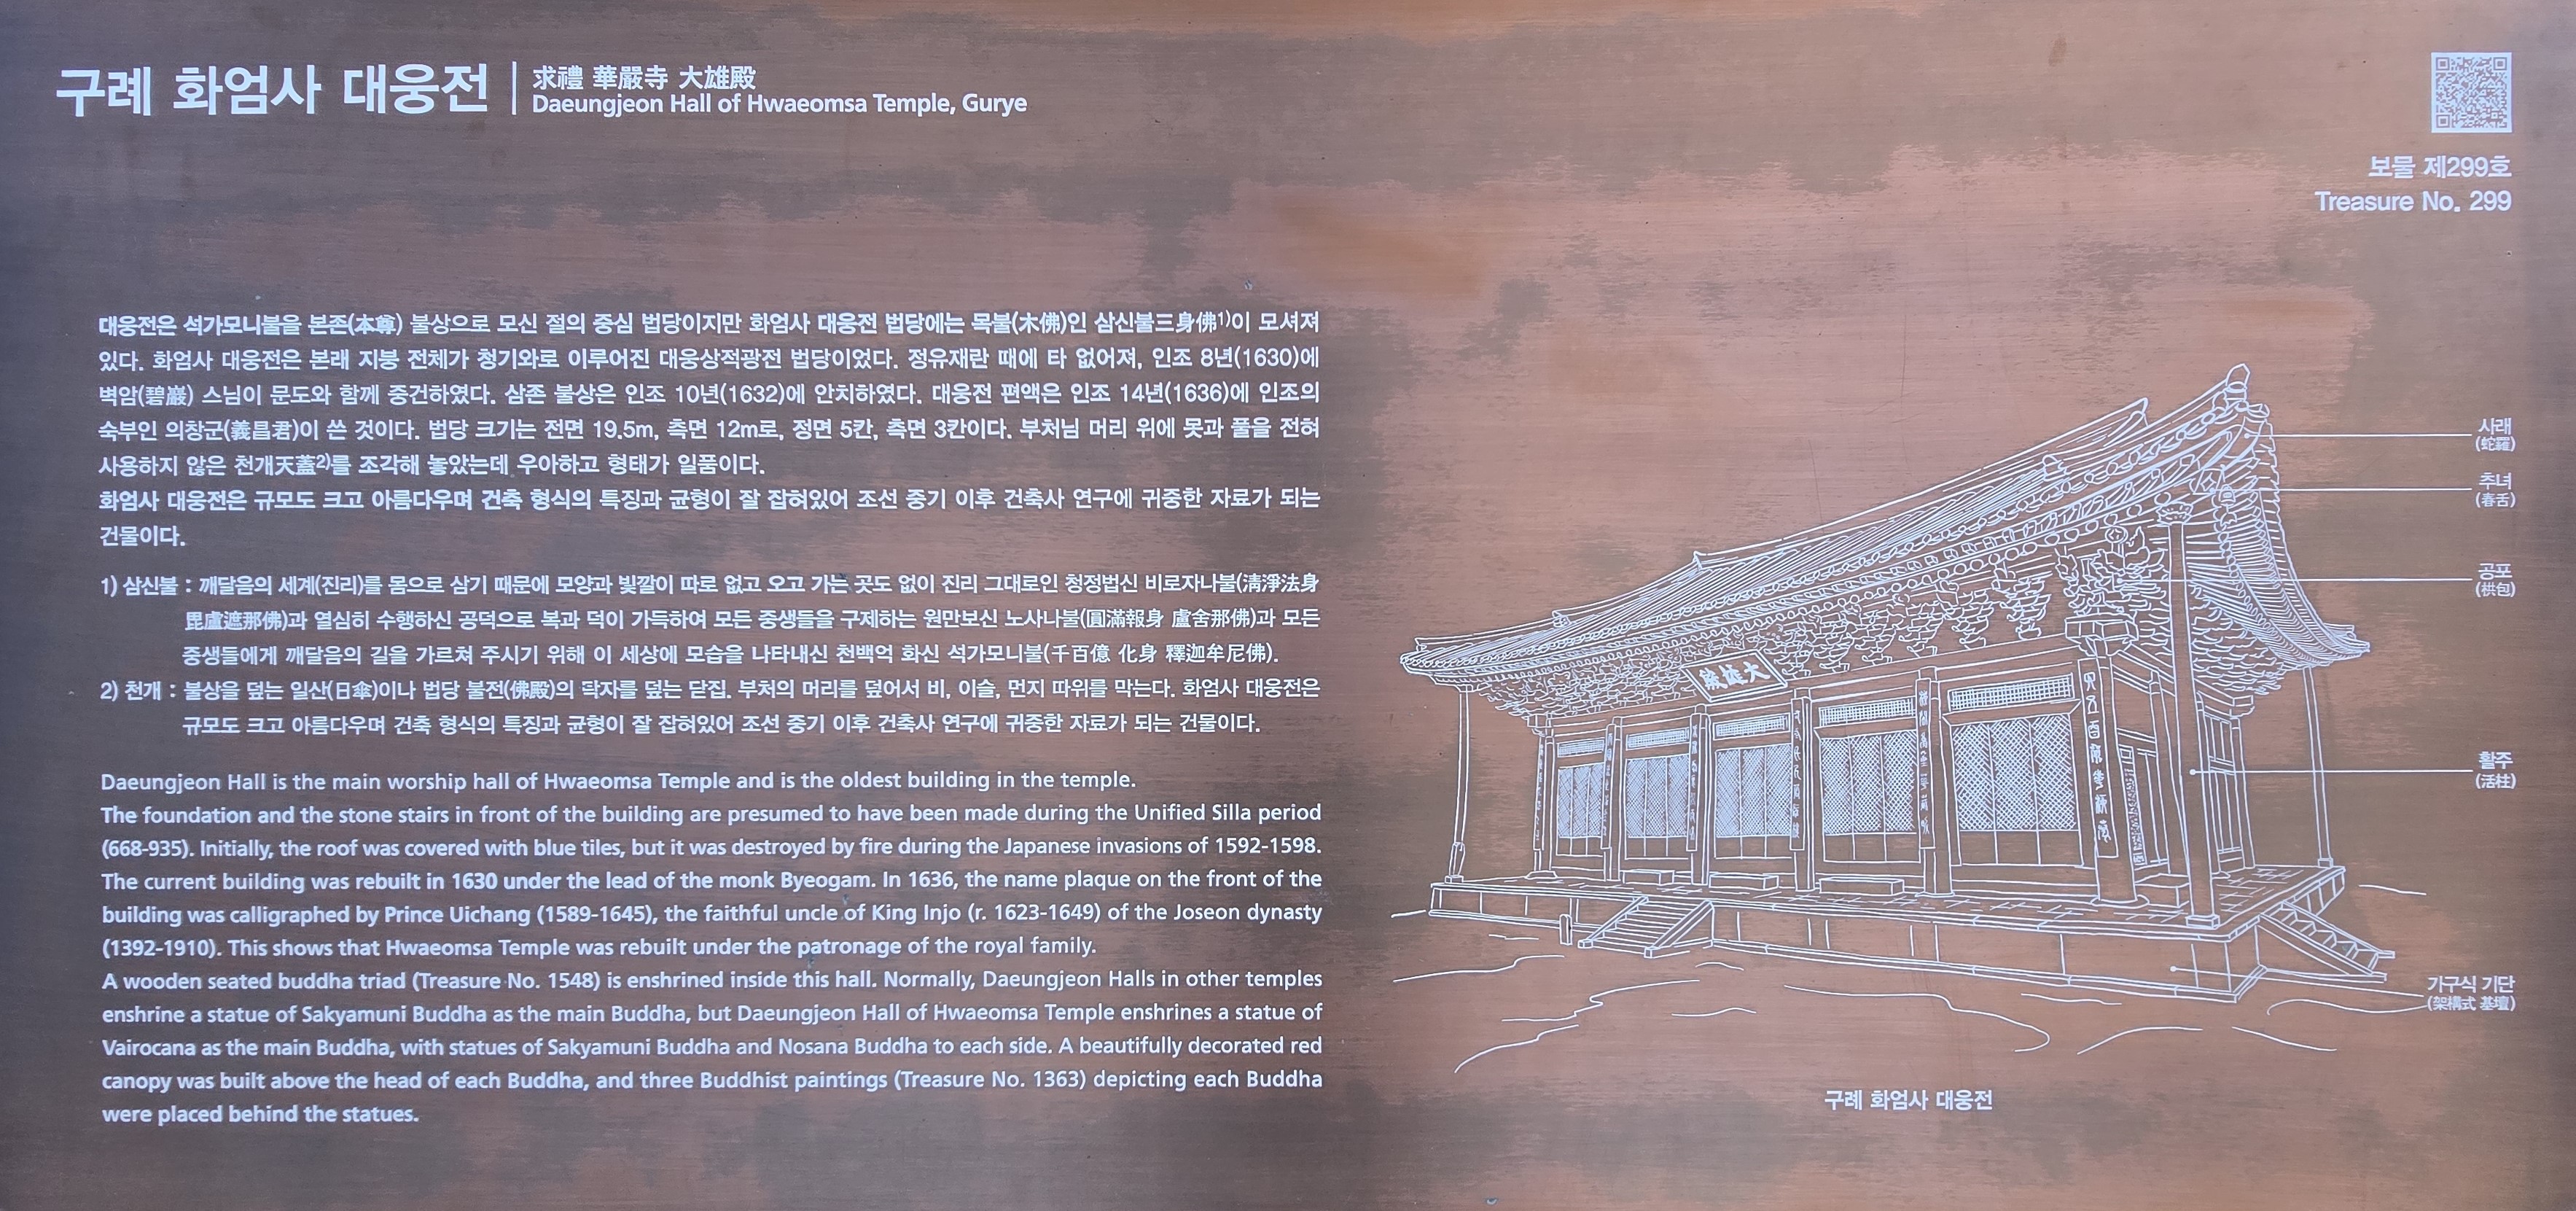 구례 화엄사 대웅전
求禮 華嚴寺 大雄殿
Daeungjeon Hall of Hwaeomsa Temple, Gurye
보물 제299호
Treasure No. 299
대웅전은 석가모니불을 본존(本尊) 불상으로 모신 절의 중심 법당이지만 화엄사 대웅전 법당에는 목불(木佛)인 삼신불三身佛1)이 모셔져
있다. 화엄사 대웅전은 본래 지붕 전체가 청기와로 이루어진 대웅상적광전 법당이었다. 정유재란 때에 타 없어져, 인조 8년(1630)에
벽암(碧巖) 스님이 문도와 함께 중건하였다. 삼존 불상은 인조 10년(1632)에 안치하였다. 대웅전 편액은 인조 14년(1636)에 인조의
숙부인 의창군(義昌君)이 쓴 것이다. 법당 크기는 전면 19.5m, 측면 12m로, 정면 5칸, 측면 3칸이다. 부처님 머리 위에 못과 풀을 전혀
사용하지 않은 천개天蓋2)를 조각해 놓았는데 우아하고 형태가 일품이다.
화엄사 대웅전은 규모도 크고 아름다우며 건축 형식의 특징과 균형이 잘 잡혀있어 조선 중기 이후 건축사 연구에 귀중한 자료가 되는
건물이다.
1) 삼신불 : 깨달음의 세계(진리)를 몸으로 삼기 때문에 모양과 빛깔이 따로 없고 오고 가는 곳도 없이 진리 그대로인 청정법신 비로자나불(淸淨法身
毘盧遮那佛)과 열심히 수행하신 공덕으로 복과 덕이 가득하여 모든 중생들을 구제하는 원만보신 노사나불(圓滿報身 盧舍那佛)과 모든
중생들에게 깨달음의 길을 가르쳐 주시기 위해 이 세상에 모습을 나타내신 천백억 화신 석가모니불(千百億 化身 釋迦牟尼佛).
2) 천개 : 불상을 덮는 일산(日傘)이나 법당 불전(佛殿)의 탁자를 덮는 닫집. 부처의 머리를 덮어서 비, 이슬, 먼지 따위를 막는다. 화엄사 대웅전은
규모도 크고 아름다우며 건축 형식의 특징과 균형이 잘 잡혀있어 조선 중기 이후 건축사 연구에 귀중한 자료가 되는 건물이다.
Daeungjeon Hall is the main worship hall of Hwaeomsa Temple and is the oldest building in the temple.
The foundation and the stone stairs in front of the building are presumed to have been made during the Unified Silla period
(668-935). Initially, the roof was covered with blue tiles, but it was destroyed by fire during the Japanese invasions of 1592-1598.
The current building was rebuilt in 1630 under the lead of the monk Byeogam. In 1636, the name plaque on the front of the
building was calligraphed by Prince Uichang (1589-1645), the faithful uncle of King Injo (r. 1623-1649) of the Joseon dynasty
(1392-1910). This shows that Hwaeomsa Temple was rebuilt under the patronage of the royal family.
A wooden seated buddha triad (Treasure No. 1548) is enshrined inside this hall. Normally, Daeungjeon Halls in other temples
enshrine a statue of Sakyamuni Buddha as the main Buddha, but Daeungjeon Hall of Hwaeomsa Temple enshrines a statue of
Vairocana as the main Buddha, with statues of Sakyamuni Buddha and Nosana Buddha to each side. A beautifully decorated red
canopy was built above the head of each Buddha, and three Buddhist paintings (Treasure No. 1363) depicting each Buddha
were placed behind the statues.
사래
(蛇羅)
추녀
(春舌)
공포
(栱包)
활주
(活柱)
가구식 기단
(架構式 基壇)
殿雄大
구례 화엄사 대웅전